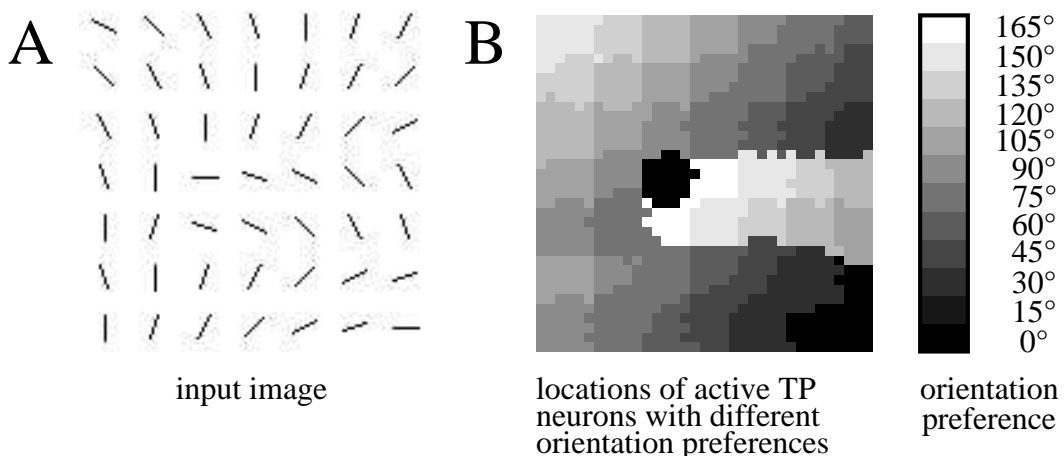 A
B
165°
150°
135°
120°
105°
90°
75°
60°
45°
30°
15°
0°
input image
locations of active TP
neurons with different
orientation preferences
orientation
preference